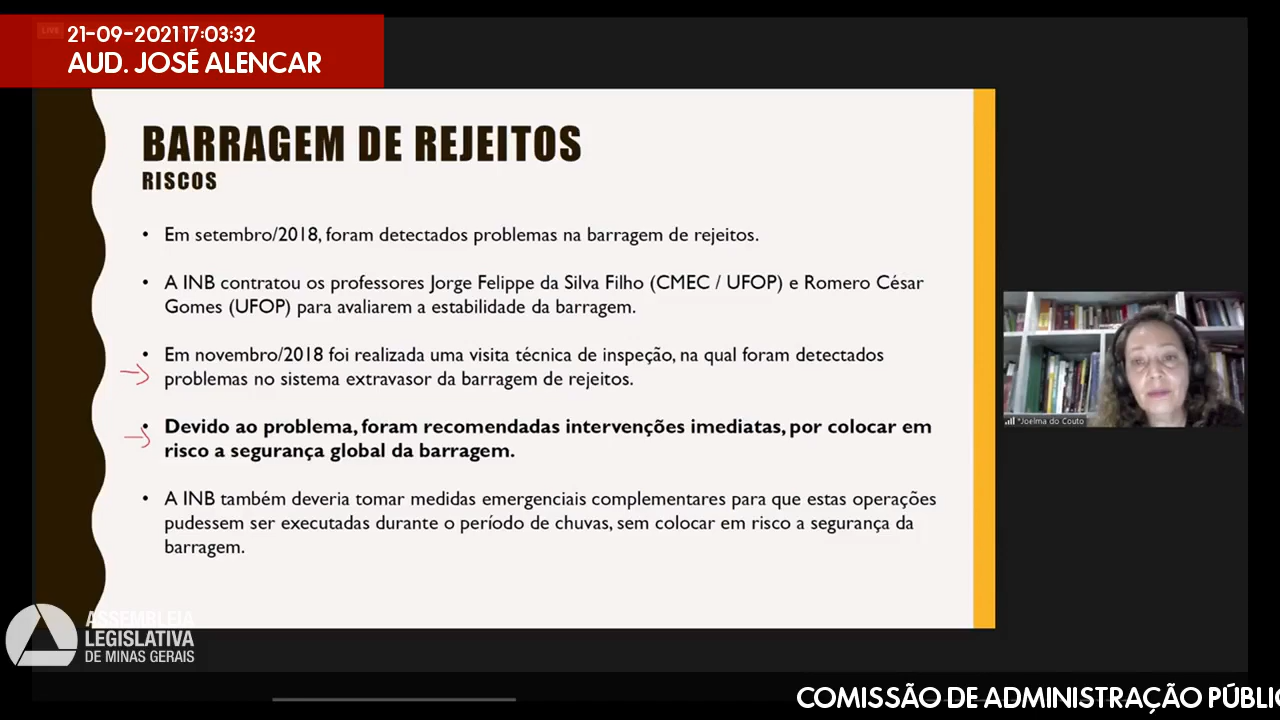 LIVE
21-09-2021 17:03:32
AUD. JOSÉ ALENCAR
BARRAGEM DE REJEITOS
RISCOS
• Em setembro/2018, foram detectados problemas na barragem de rejeitos.
• A INB contratou os professores Jorge Felippe da Silva Filho (CMEC / UFOP) e Romero César
Gomes (UFOP) para avaliarem a estabilidade da barragem.
• Em novembro/2018 foi realizada uma visita técnica de inspeção, na qual foram detectados
problemas no sistema extravasor da barragem de rejeitos.
• Devido ao problema, foram recomendadas intervenções imediatas, por colocar em
risco a segurança global da barragem.
• A INB também deveria tomar medidas emergenciais complementares para que estas operações
pudessem ser executadas durante o período de chuvas, sem colocar em risco a segurança da
barragem.
*Joelma do Couto
ASSEMBLEIA
LEGISLATIVA
DE MINAS GERAIS
COMISSÃO DE ADMINISTRAÇÃO PÚBLIC